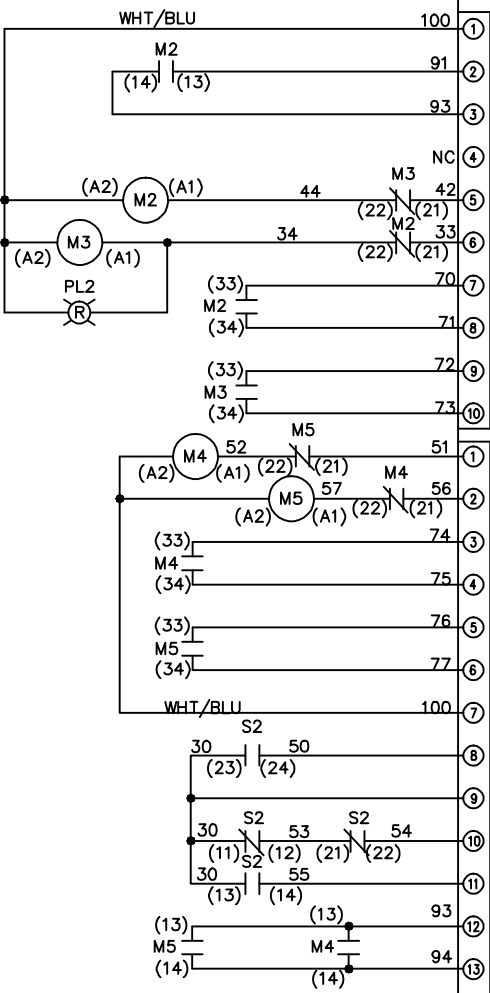 WHT/BLU 100 1
M2 91 2
(14) (13)
93 3
NC 4
(A2) M2 (A1) 44 M3 42 5
(22) (21)
M3 34 M2 33 6
(A2) (A1) (22) (21)
PL2
R
(33) 70 7
M2
(34) 71 8
(33) 72 9
M3
(34) 73 10
M4 52 M5 51 1
(A2) (A1) (22) (21)
M5 57 M4 56 2
(A2) (A1) (22) (21)
(33) 74 3
M4
(34) 75 4
(33) 76 5
M5
(34) 77 6
WHT/BLU 100 7
S2
30 50 8
(23) (24)
9
S2 S2
30 53 54 10
(11) (12) (21) (22)
S2
30 55 11
(13) (14)
(13) (13) 93 12
M5 M4
(14) 94 13
(14)